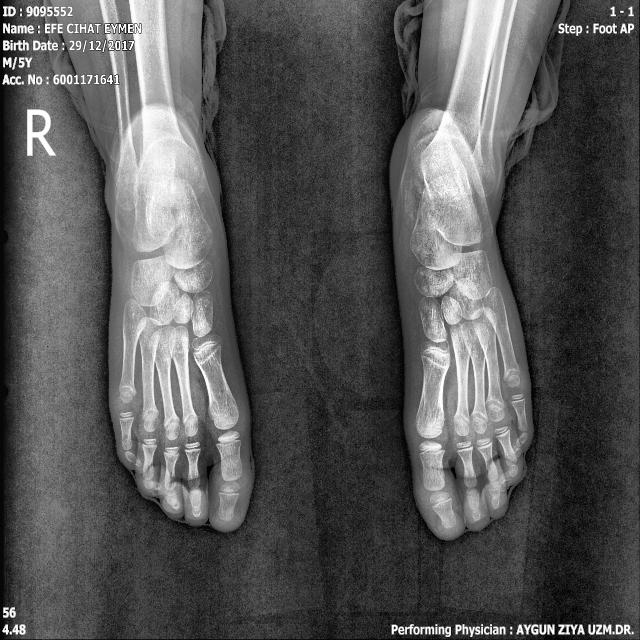 ID : 9095552
Name : EFE CIHAT EYMEN
Birth Date : 29/12/2017
M/5Y
Acc. No : 6001171641
1 - 1
Step : Foot AP
R
56
4.48
Performing Physician : AYGUN ZIYA UZM.DR.